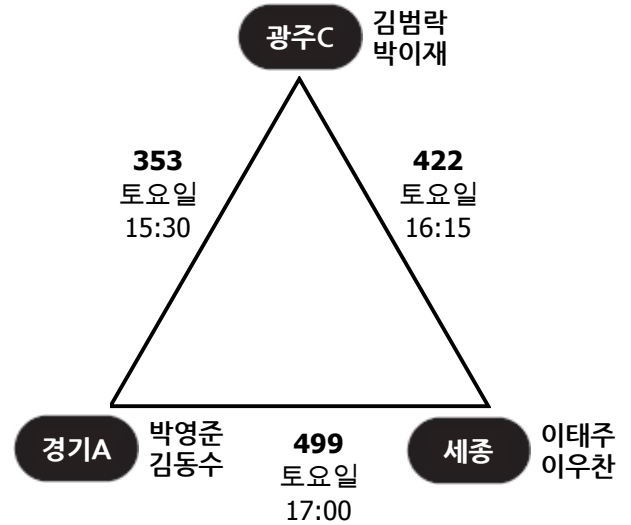 광주C
김범락
박이재
353
토요일
15:30
422
토요일
16:15
경기A
박영준
김동수
499
토요일
17:00
세종
이태주
이우찬